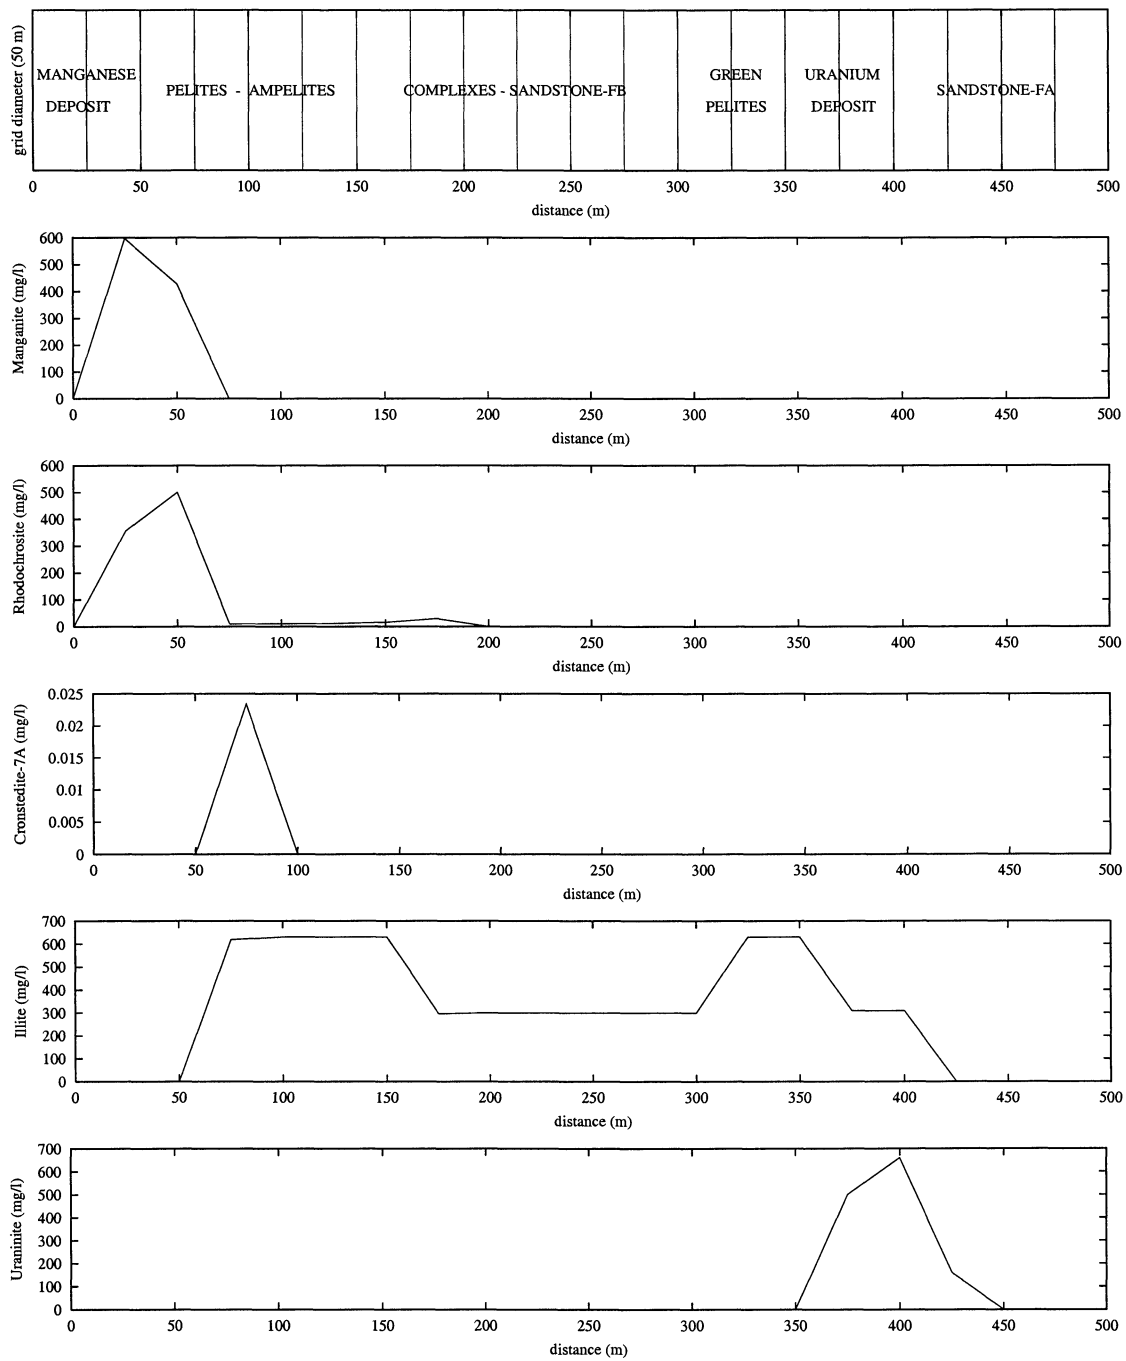 grid diameter (50 m)
MANGANESE
DEPOSIT
PELITES - AMPELITES
COMPLEXES - SANDSTONE-FB
GREEN
PELITES
URANIUM
DEPOSIT
SANDSTONE-FA
0 50 100 150 200 250 300 350 400 450 500
distance (m)
Manganite (mg/l)
600
500
400
300
200
100
0
0 50 100 150 200 250 300 350 400 450 500
distance (m)
Rhodochrosite (mg/l)
600
500
400
300
200
100
0
0 50 100 150 200 250 300 350 400 450 500
distance (m)
Cronstedite-7A (mg/l)
0.025
0.02
0.015
0.01
0.005
0
0 50 100 150 200 250 300 350 400 450 500
distance (m)
Illite (mg/l)
700
600
500
400
300
200
100
0
0 50 100 150 200 250 300 350 400 450 500
distance (m)
Uraninite (mg/l)
700
600
500
400
300
200
100
0
0 50 100 150 200 250 300 350 400 450 500
distance (m)